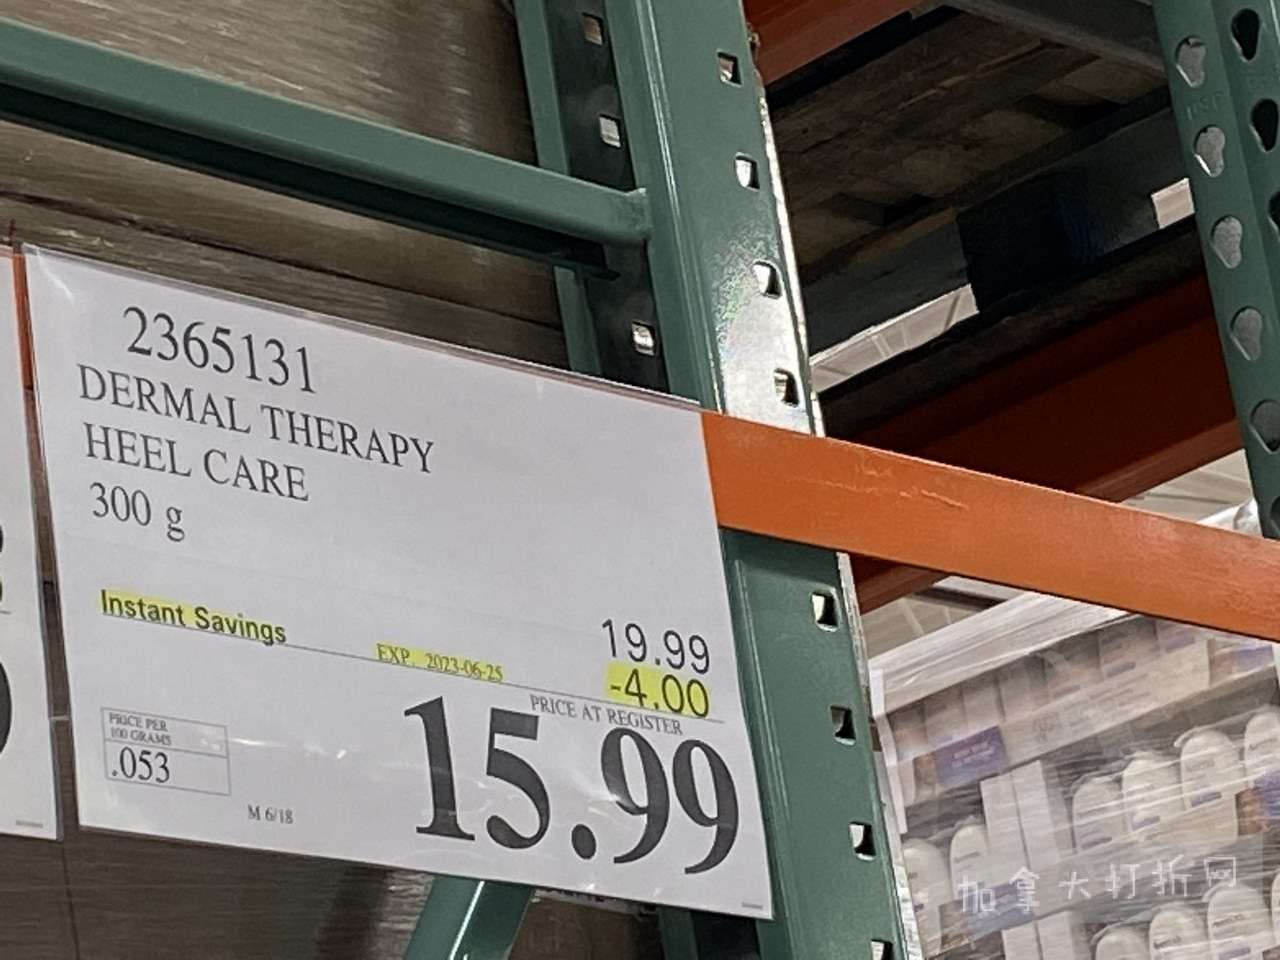 2365131
DERMAL THERAPY
HEEL CARE
300 g
19.99
Instant Savings
EXP. 2023-06-25
-4.00
PRICE AT REGISTER
15.99
PRICE PER
100 GRAMS
.053
M 6/18
加拿大打折网